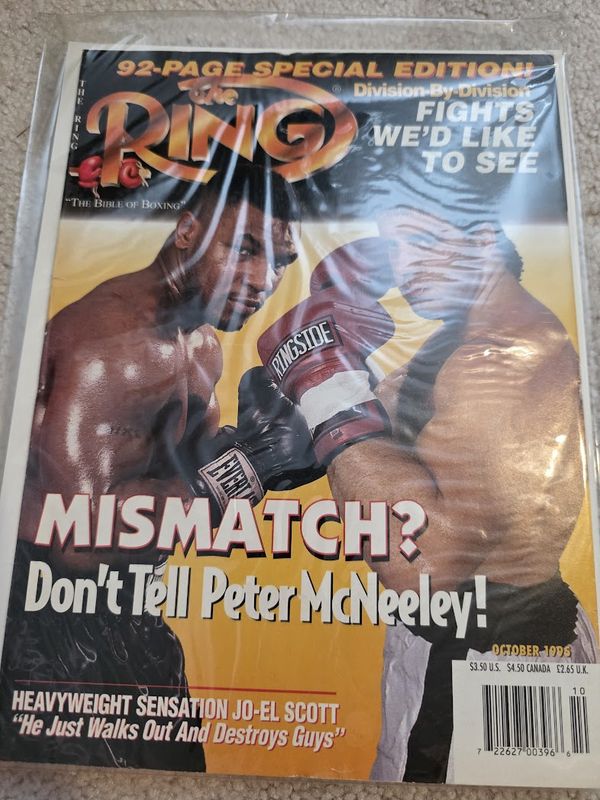 92-PAGE SPECIAL EDITION!
The
RING
®
Division-By-Division
FIGHTS
WE'D LIKE
TO SEE
THE RING
"THE BIBLE OF BOXING"
RINGSIDE
EVERL
MISMATCH?
Don't Tell Peter McNeeley!
OCTOBER 1995
$3.50 U.S. $4.50 CANADA £2.65 U.K.
HEAVYWEIGHT SENSATION JO-EL SCOTT
"He Just Walks Out And Destroys Guys"
10
7 22627 00396 6